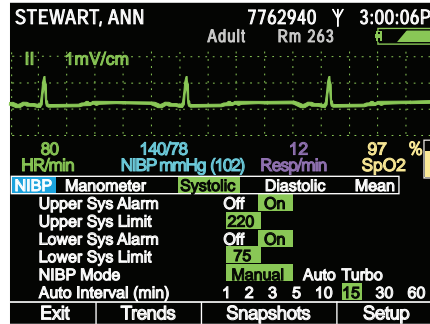 STEWART, ANN 7762940 3:00:06P
Adult Rm 263
II 1mV/cm
80 140/78 12 97 %
HR/min NIBP mmHg (102) Resp/min SpO2
NIBP Manometer Systolic Diastolic Mean
Upper Sys Alarm Off On
Upper Sys Limit 220
Lower Sys Alarm Off On
Lower Sys Limit 75
NIBP Mode Manual Auto Turbo
Auto Interval (min) 1 2 3 5 10 15 30 60
Exit Trends Snapshots Setup